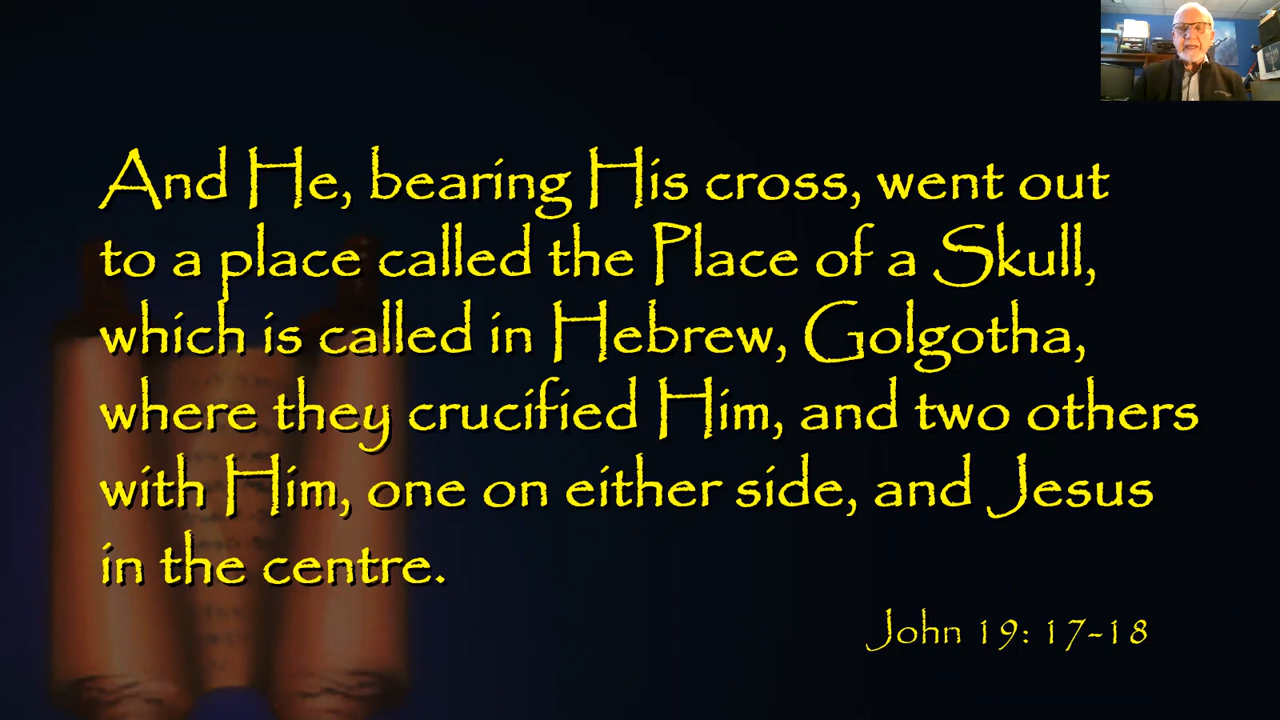 And He, bearing His cross, went out
to a place called the Place of a Skull,
which is called in Hebrew, Golgotha,
where they crucified Him, and two others
with Him, one on either side, and Jesus
in the centre.
John 19: 17-18